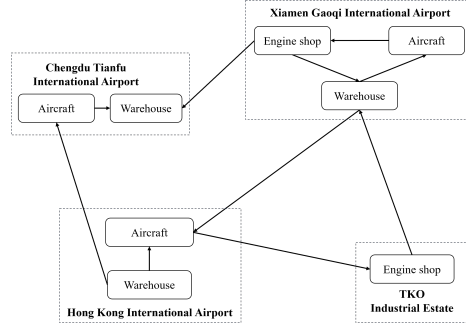 Xiamen Gaoqi International Airport
Engine shop
Aircraft
Warehouse
Chengdu Tianfu
International Airport
Aircraft
Warehouse
Aircraft
Warehouse
Hong Kong International Airport
Engine shop
TKO
Industrial Estate